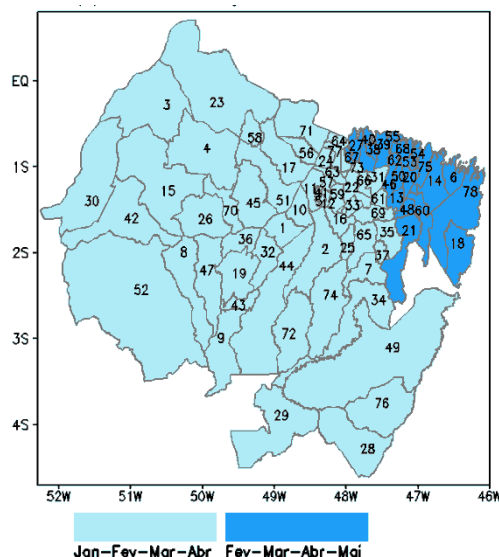 EQ
1S
2S
3S
4S
52W 51W 50W 49W 48W 47W 46W
3 23 4 58 71 56 17 64 77 24 63 57 67 27 40 38 39 55 68 54 62 53 75 50 20 73 31 46 14 6 78
30 42 15 26 70 45 51 10 11 59 22 33 16 61 69 13 48 60 21 18
36 1 32 2 25 65 35 37 7 8 47 19 44 43 52 74 34
9 72 49 76 29 28
Jan-Fev-Mar-Abr Fev-Mar-Abr-Mai